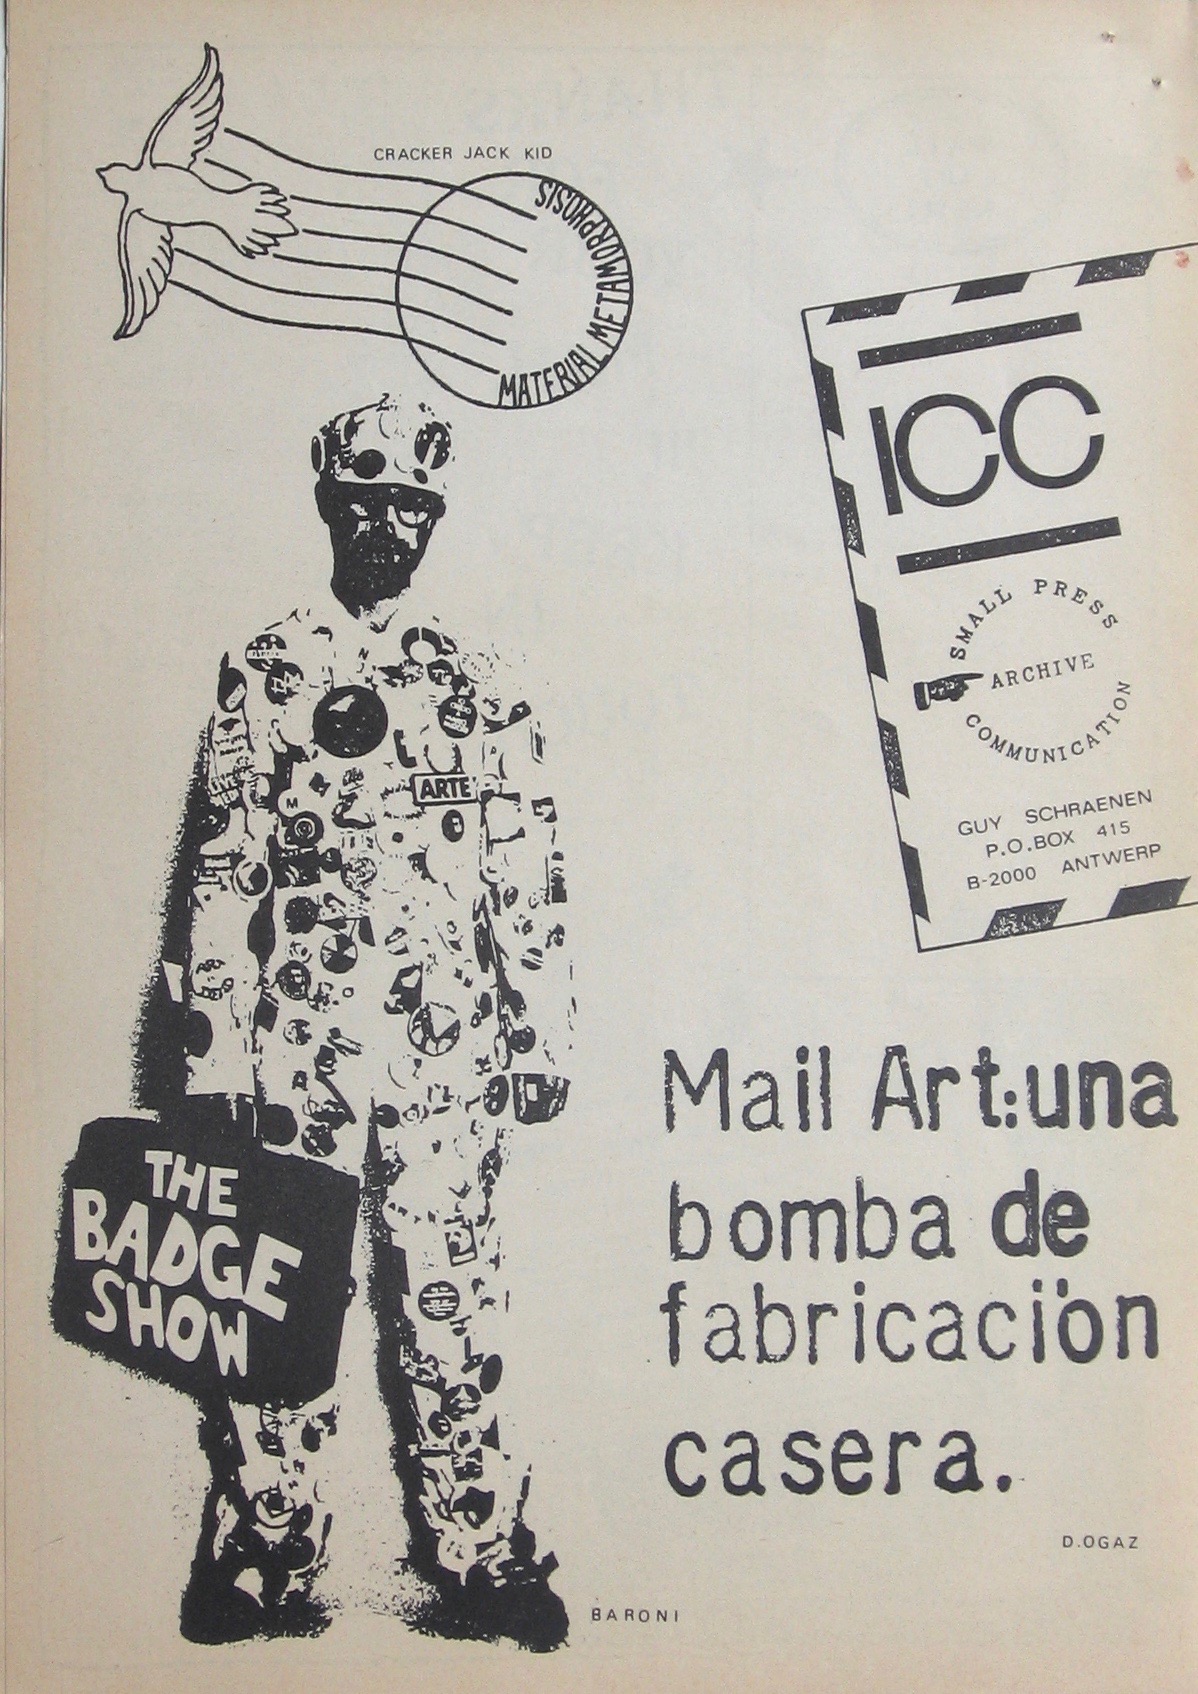 CRACKER JACK KID
MATERIAL METAMORPHOSIS
ICC
SMALL PRESS
ARCHIVE
COMMUNICATION
GUY SCHRAENEN
P.O.BOX 415
B-2000 ANTWERP
ARTE
M
THE
BADGE
SHOW
Mail Art:una
bomba de
fabricación
casera.
D.OGAZ
BARONI